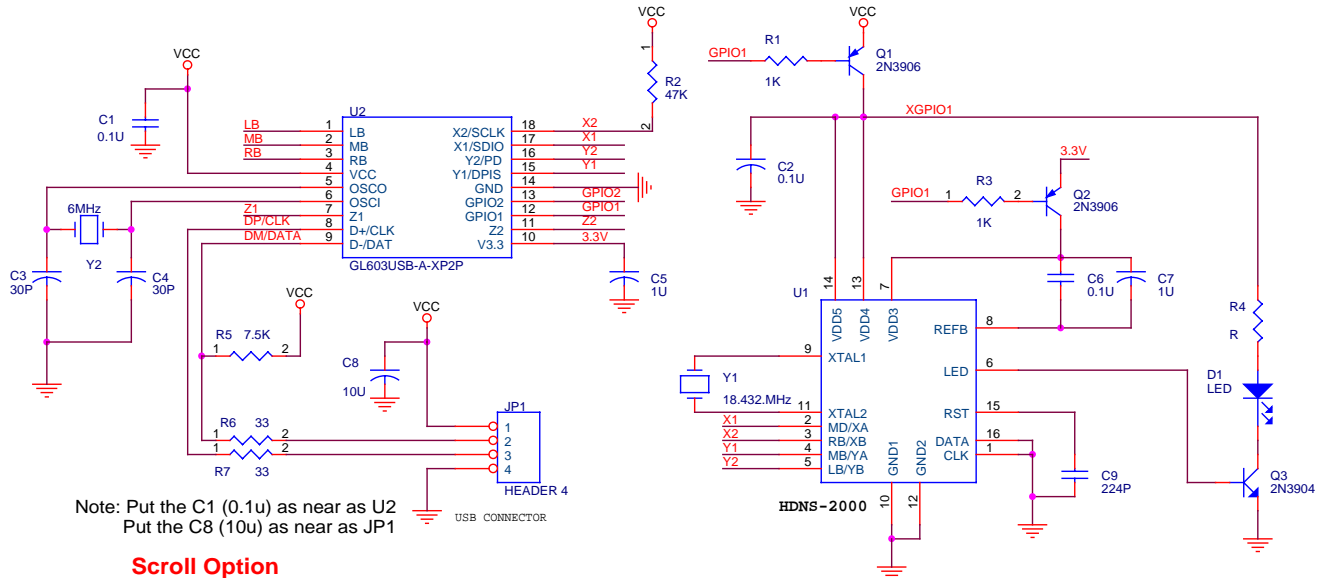 VCC
C1
0.1U
U2
LB
MB
RB
1
2
3
4
5
6
7
8
9
LB
MB
RB
VCC
OSCO
OSCI
Z1
D+/CLK
D-/DAT
X2/SCLK
X1/SDIO
Y2/PD
Y1/DPIS
GND
GPIO2
GPIO1
Z2
V3.3
18
17
16
15
14
13
12
11
10
X2
X1
Y2
Y1
GPIO2
GPIO1
Z2
3.3V
GL603USB-A-XP2P
Z1
DP/CLK
DM/DATA
6MHz
Y2
C3
30P
C4
30P
VCC
1
R2
47K
2
C5
1U
VCC
R5 7.5K
1 2
R6 33
1 2
1 2
R7 33
VCC
C8
10U
JP1
1
2
3
4
HEADER 4
USB CONNECTOR
Note: Put the C1 (0.1u) as near as U2
Put the C8 (10u) as near as JP1
Scroll Option
VCC
GPIO1
R1
1K
Q1
2N3906
XGPIO1
C2
0.1U
3.3V
GPIO1
R3
2
1K
Q2
2N3906
C6
0.1U
C7
1U
U1
14
13
7
VDD5
VDD4
VDD3
9
XTAL1
11
XTAL2
X1
2
MD/XA
X2
3
RB/XB
Y1
4
MB/YA
Y2
5
LB/YB
Y1
18.432.MHz
REFB
8
LED
6
RST
15
DATA
16
CLK
1
GND1
GND2
10
12
HDNS-2000
C9
224P
R4
R
D1
LED
Q3
2N3904